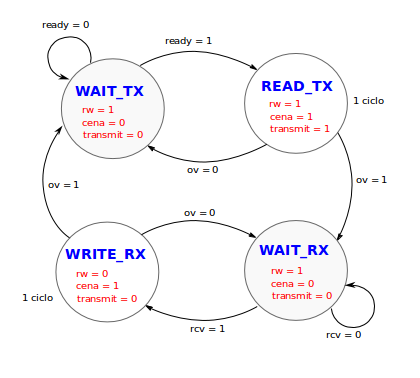 ready = 0
ready = 1
WAIT_TX
rw = 1
cena = 0
transmit = 0
READ_TX
rw = 1
cena = 1
transmit = 1
1 ciclo
ov = 0
ov = 1
ov = 1
ov = 0
WRITE_RX
rw = 0
cena = 1
transmit = 0
1 ciclo
WAIT_RX
rw = 1
cena = 0
transmit = 0
rcv = 1
rcv = 0